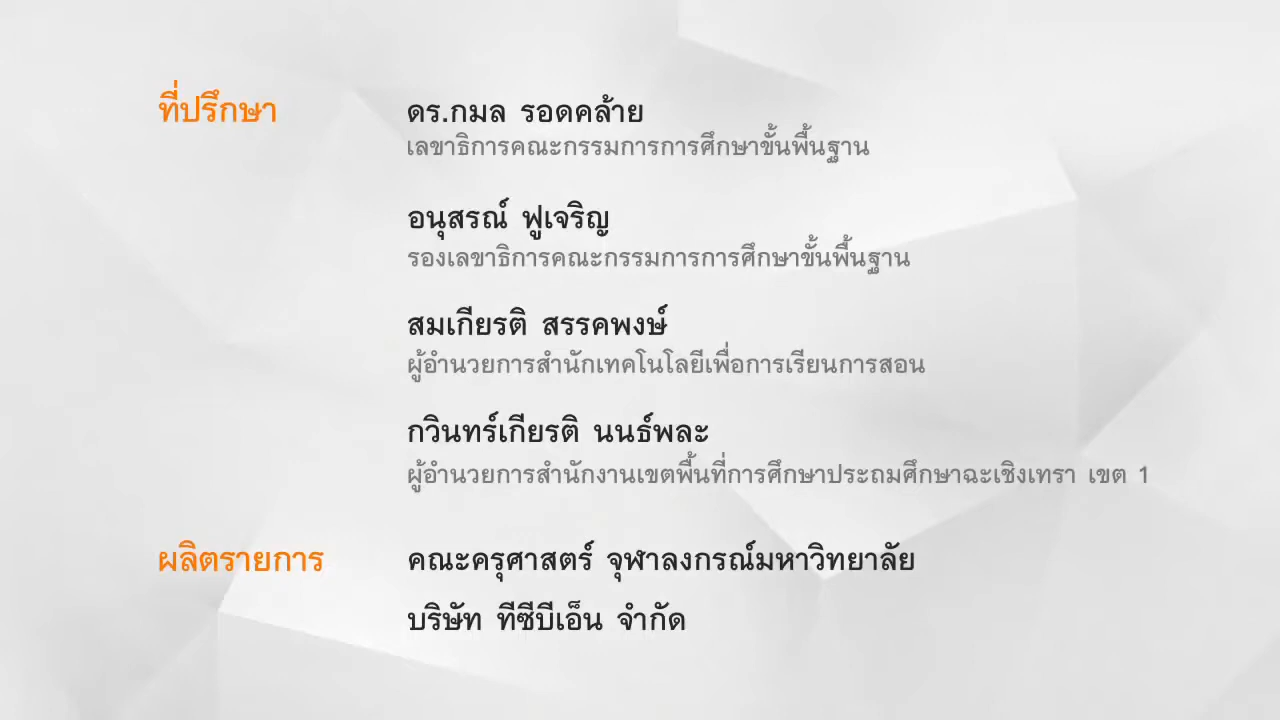 ที่ปรึกษา ดร.กมล รอดคล้าย
เลขาธิการคณะกรรมการการศึกษาขั้นพื้นฐาน
อนุสรณ์ ฟูเจริญ
รองเลขาธิการคณะกรรมการการศึกษาขั้นพื้นฐาน
สมเกียรติ สรรคพงษ์
ผู้อำนวยการสำนักเทคโนโลยีเพื่อการเรียนการสอน
กวินทร์เกียรติ นนธ์พละ
ผู้อำนวยการสำนักงานเขตพื้นที่การศึกษาประถมศึกษาฉะเชิงเทรา เขต 1
ผลิตรายการ คณะครุศาสตร์ จุฬาลงกรณ์มหาวิทยาลัย
บริษัท ทีซีบีเอ็น จำกัด